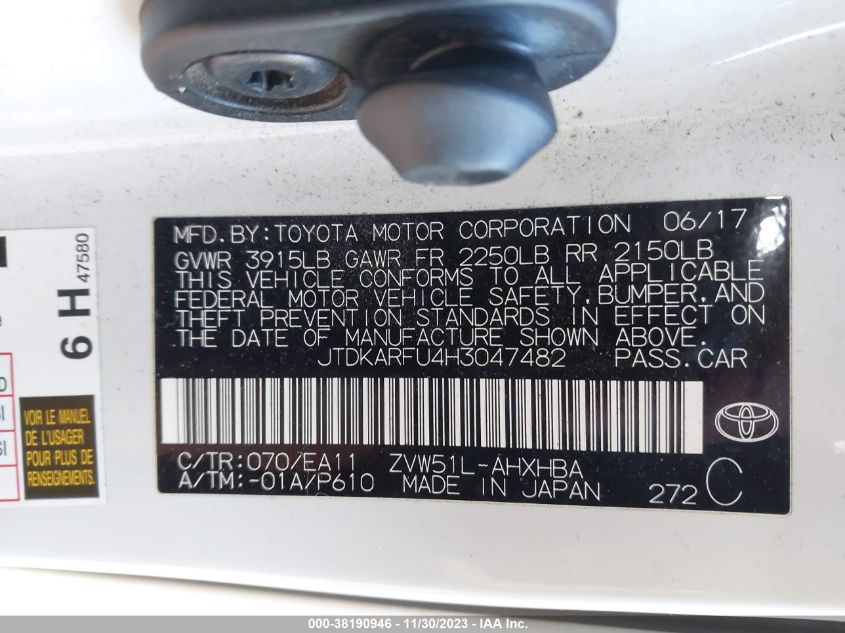 MFD.BY:TOYOTA MOTOR CORPORATION 06/17
GVWR 3915LB GAWR FR 2250LB RR 2150LB
THIS VEHICLE CONFORMS TO ALL APPLICABLE
FEDERAL MOTOR VEHICLE SAFETY,BUMPER,AND
THEFT PREVENTION STANDARDS IN EFFECT ON
THE DATE OF MANUFACTURE SHOWN ABOVE.
JTDKARFU4H3047482 PASS.CAR
C/TR:070/EA11 ZVW51L-AHXHBA
A/TM:-01A/P610 MADE IN JAPAN 272 C
6 H 47580
VOIR LE MANUEL
DE L'USAGER
POUR PLUS DE
RENSEIGNEMENTS.
000-38190946 - 11/30/2023 - IAA Inc.